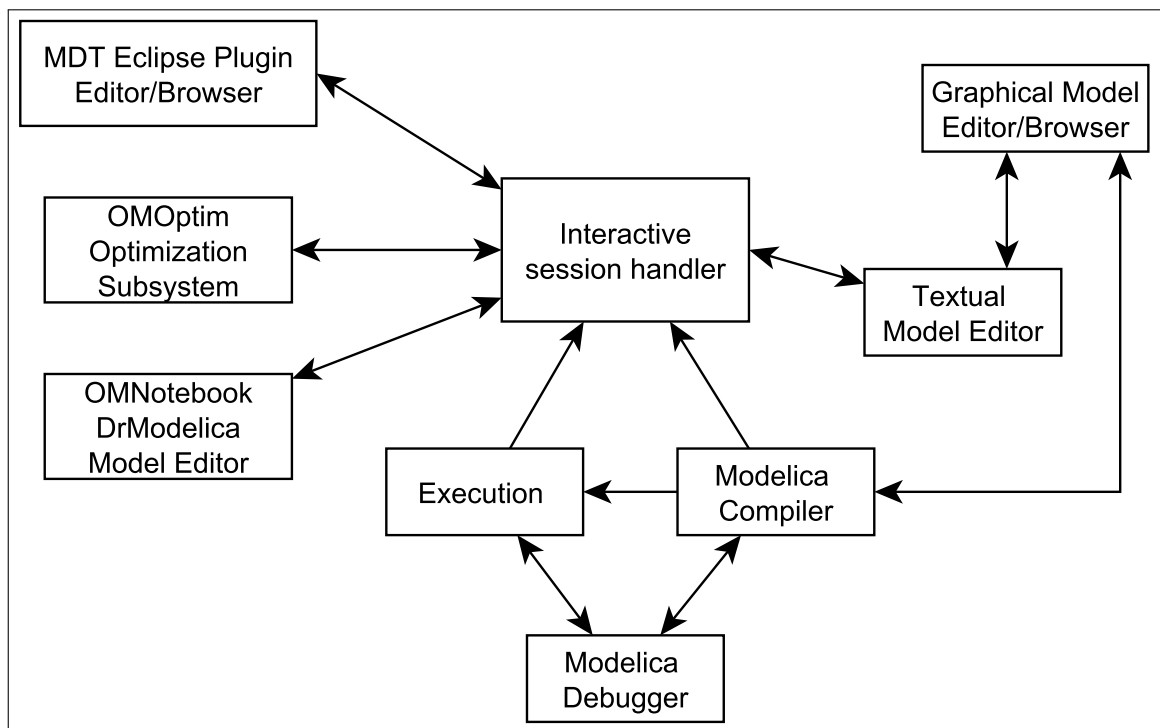 MDT Eclipse Plugin
Editor/Browser
Graphical Model
Editor/Browser
OMOptim
Optimization
Subsystem
Interactive
session handler
Textual
Model Editor
OMNotebook
DrModelica
Model Editor
Execution
Modelica
Compiler
Modelica
Debugger